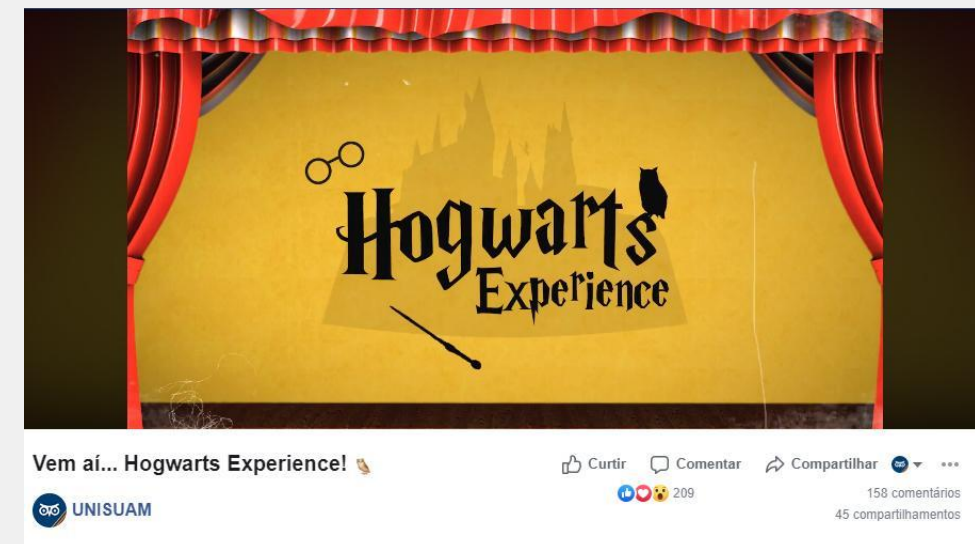 Hogwarts
Experience
Vem aí... Hogwarts Experience!
Curtir Comentar Compartilhar
UNISUAM
209
158 comentários
45 compartilhamentos